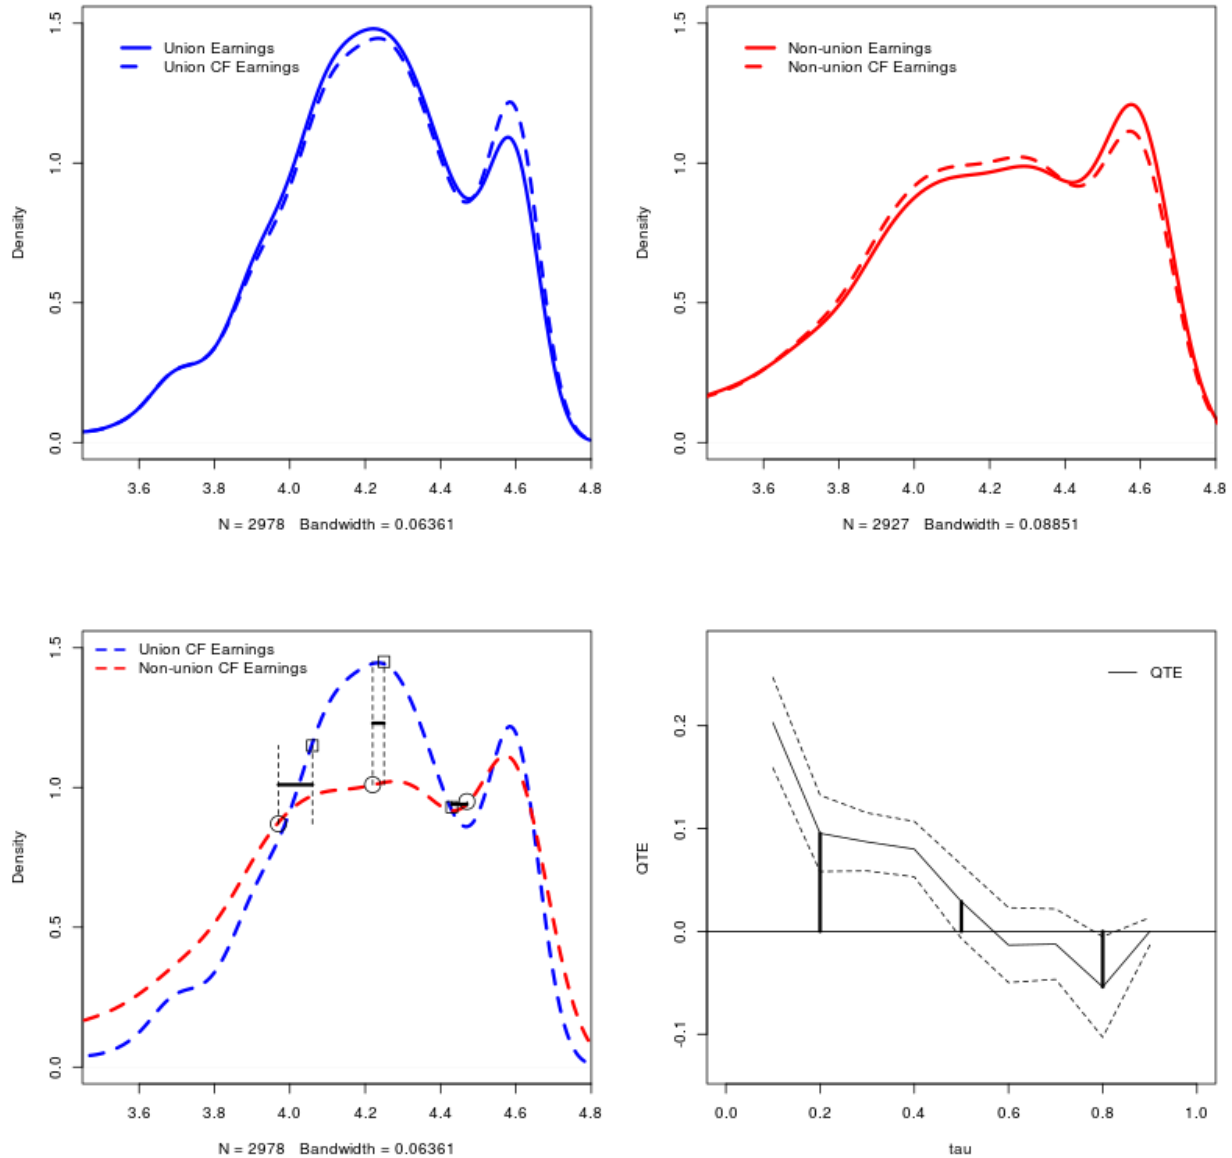 Union Earnings
Union CF Earnings
Density
0.0 0.5 1.0 1.5
3.6 3.8 4.0 4.2 4.4 4.6 4.8
N = 2978 Bandwidth = 0.06361
Non-union Earnings
Non-union CF Earnings
Density
0.0 0.5 1.0 1.5
3.6 3.8 4.0 4.2 4.4 4.6 4.8
N = 2927 Bandwidth = 0.08851
Union CF Earnings
Non-union CF Earnings
Density
0.0 0.5 1.0 1.5
3.6 3.8 4.0 4.2 4.4 4.6 4.8
N = 2978 Bandwidth = 0.06361
QTE
QTE
-0.1 0.0 0.1 0.2
0.0 0.2 0.4 0.6 0.8 1.0
tau